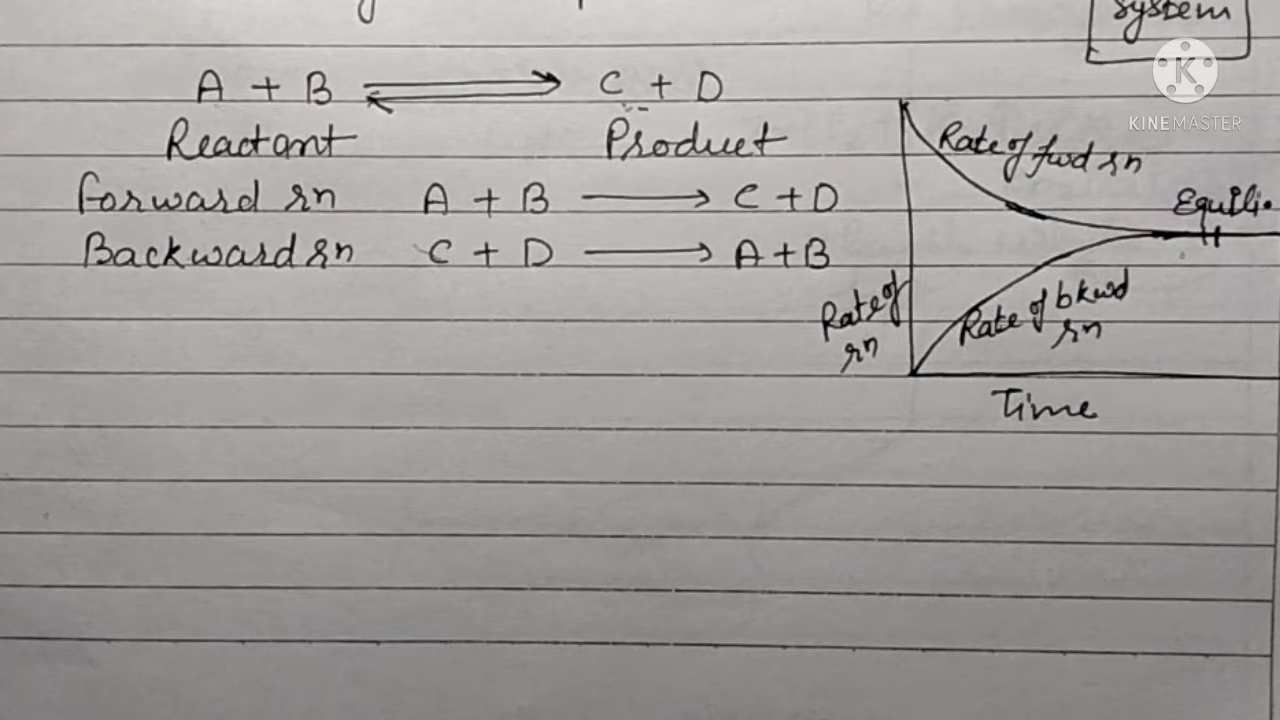 system
A + B ⇌ C + D
Reactant Product
Forward rn A + B ⟶ C + D
Backward rn C + D ⟶ A + B
Rate of fwd rn
Equili
Rate of bkwd rn
Rate of rn
Time
KINEMASTER